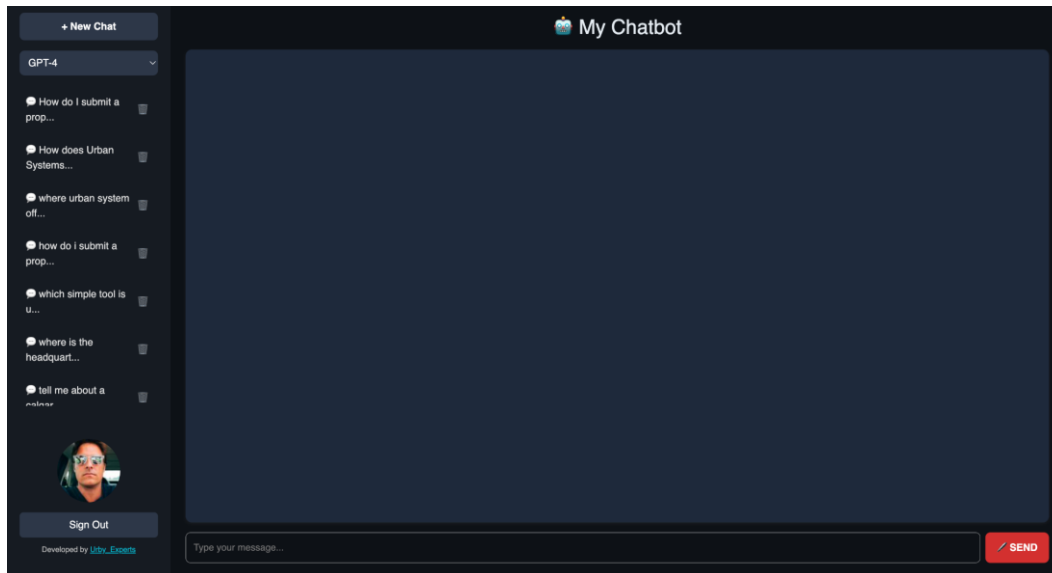 + New Chat
GPT-4
How do I submit a
prop...
How does Urban
Systems...
where urban system
off...
how do i submit a
prop...
which simple tool is
u...
where is the
headquart...
tell me about a
calgar
Sign Out
Developed by Urby_Experts
My Chatbot
Type your message...
SEND